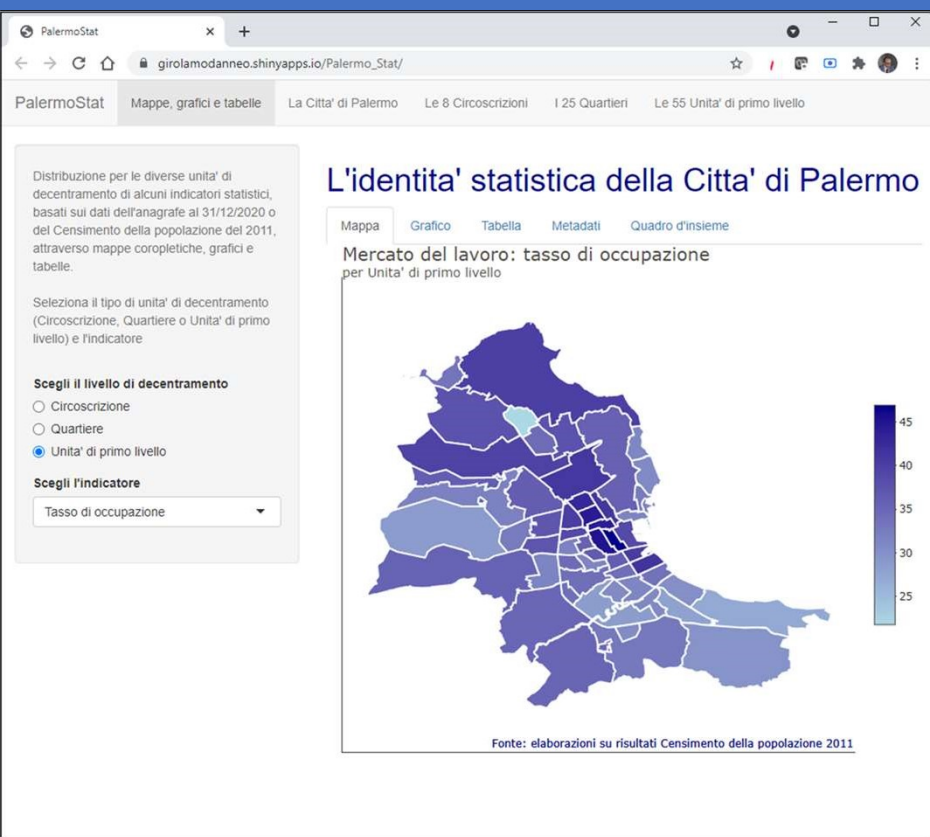 PalermoStat
girolamodanneo.shinyapps.io/Palermo_Stat/
PalermoStat Mappe, grafici e tabelle La Citta' di Palermo Le 8 Circoscrizioni I 25 Quartieri Le 55 Unita' di primo livello
Distribuzione per le diverse unita' di
decentramento di alcuni indicatori statistici,
basati sui dati dell'anagrafe al 31/12/2020 o
del Censimento della popolazione del 2011,
attraverso mappe coropletiche, grafici e
tabelle.
Seleziona il tipo di unita' di decentramento
(Circoscrizione, Quartiere o Unita' di primo
livello) e l'indicatore
Scegli il livello di decentramento
Circoscrizione
Quartiere
Unita' di primo livello
Scegli l'indicatore
Tasso di occupazione
L'identita' statistica della Citta' di Palermo
Mappa Grafico Tabella Metadati Quadro d'insieme
Mercato del lavoro: tasso di occupazione
per Unita' di primo livello
45
40
35
30
25
Fonte: elaborazioni su risultati Censimento della popolazione 2011